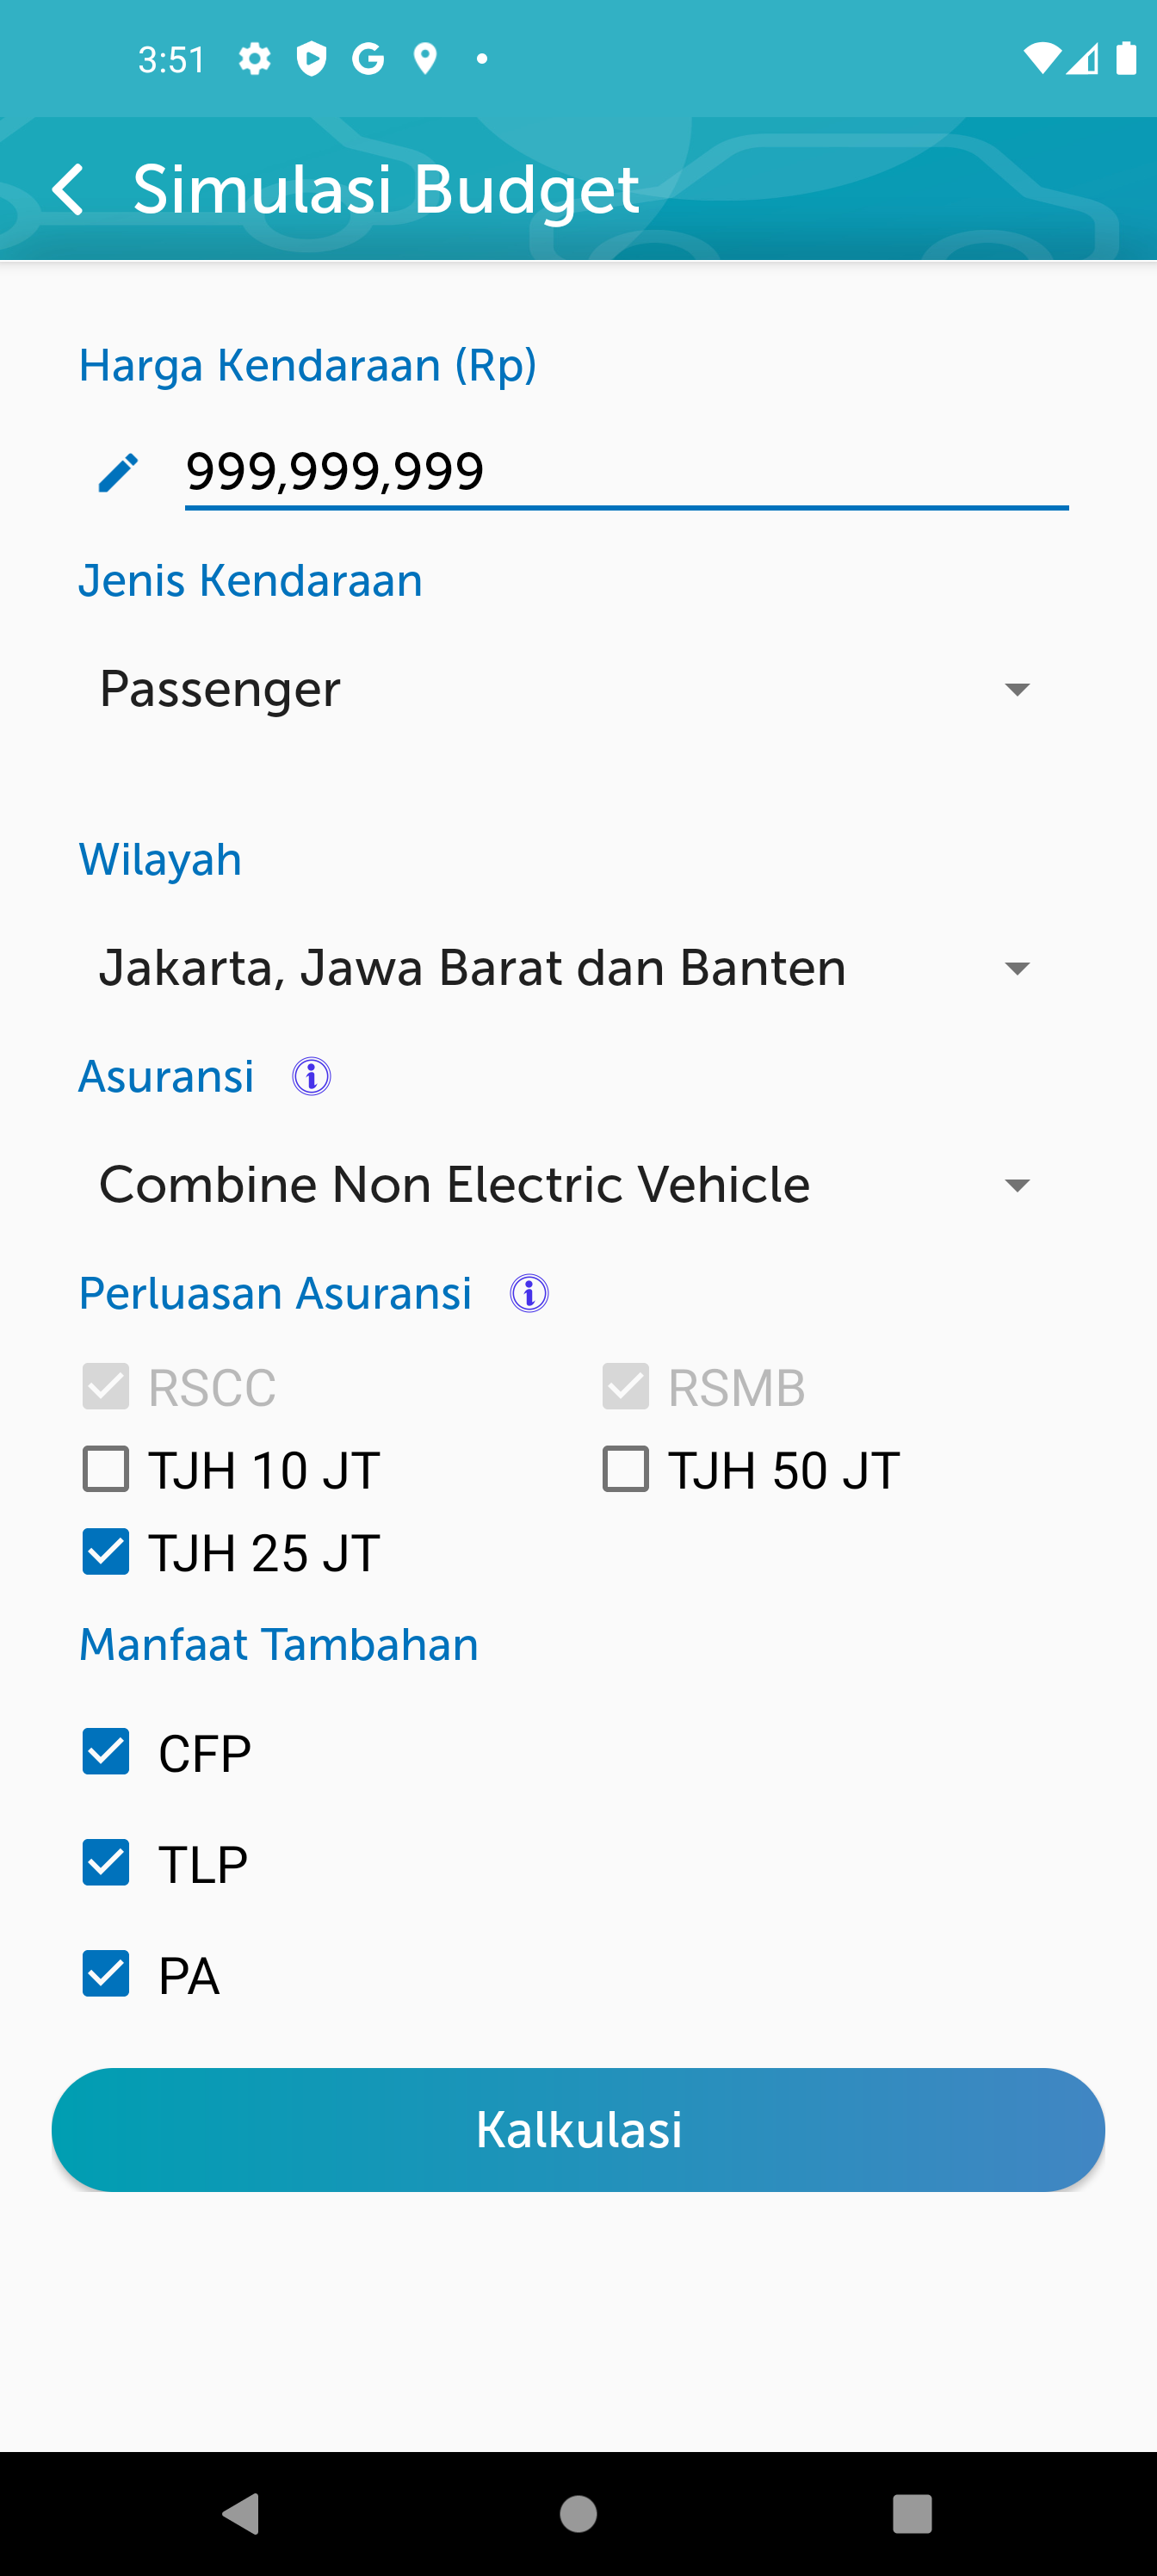 3:51
Simulasi Budget
Harga Kendaraan (Rp)
999,999,999
Jenis Kendaraan
Passenger
Wilayah
Jakarta, Jawa Barat dan Banten
Asuransi
Combine Non Electric Vehicle
Perluasan Asuransi
RSCC RSMB
TJH 10 JT TJH 50 JT
TJH 25 JT
Manfaat Tambahan
CFP
TLP
PA
Kalkulasi